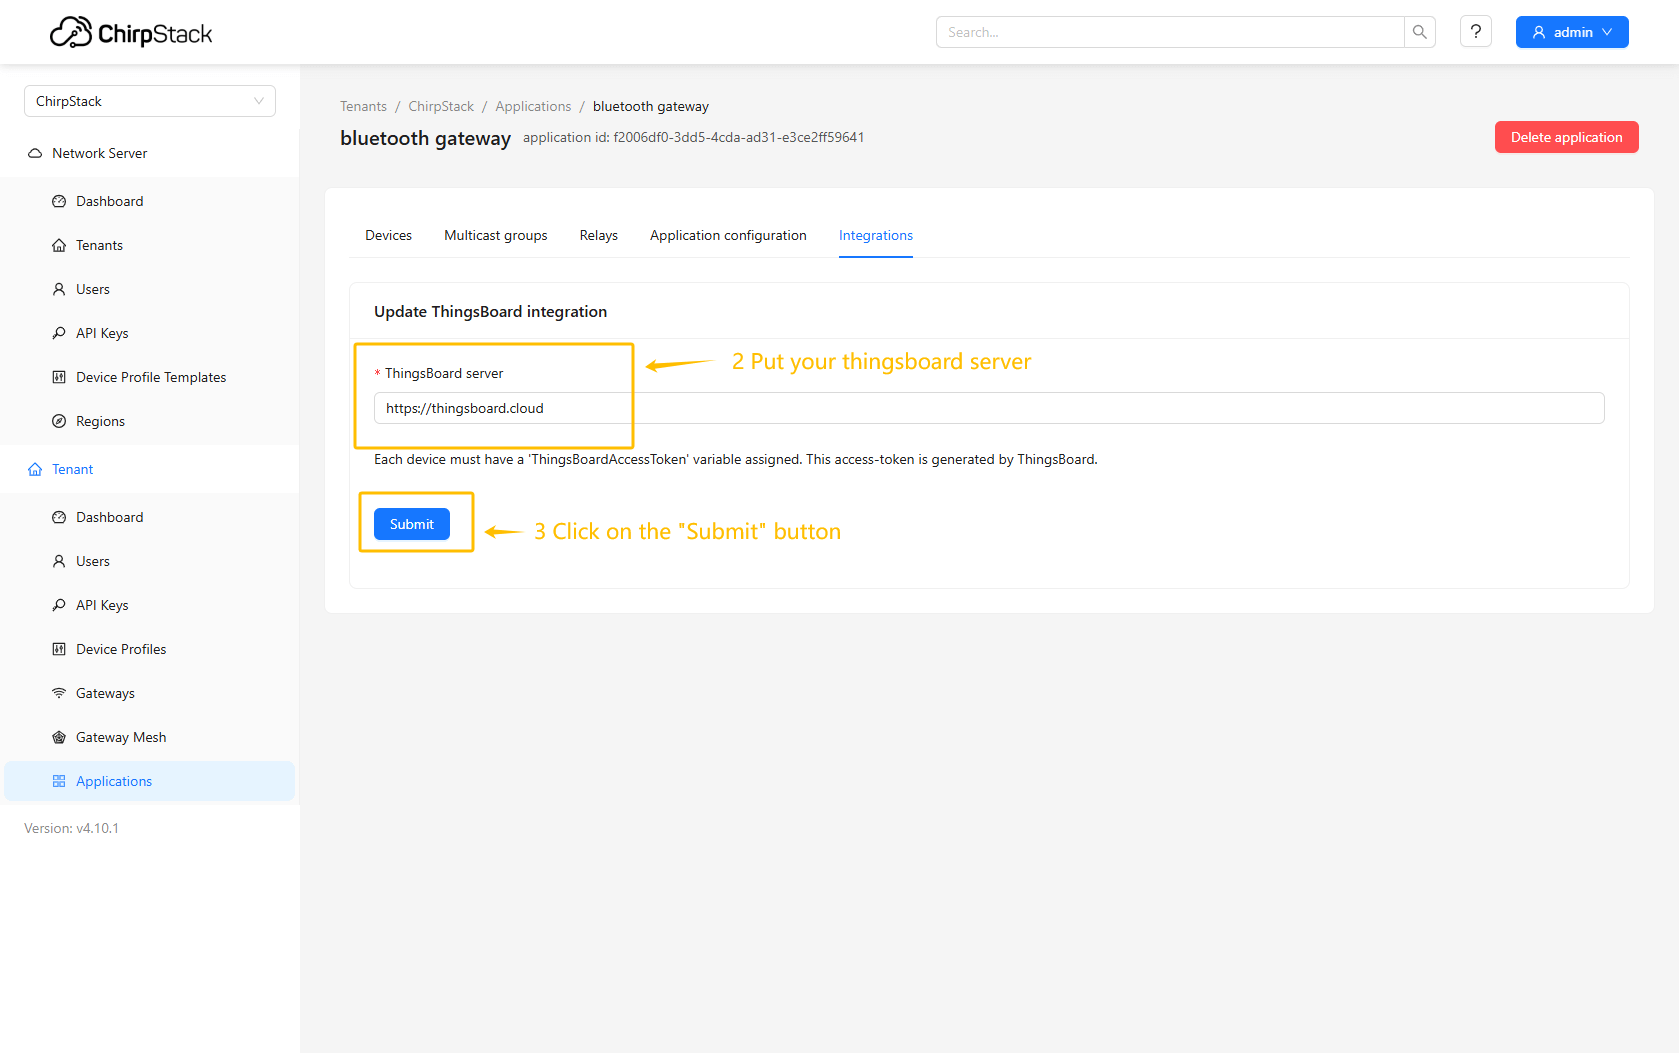 ChirpStack
Search...
?
admin
ChirpStack
Network Server
Dashboard
Tenants
Users
API Keys
Device Profile Templates
Regions
Tenant
Dashboard
Users
API Keys
Device Profiles
Gateways
Gateway Mesh
Applications
Version: v4.10.1
Tenants / ChirpStack / Applications / bluetooth gateway
bluetooth gateway application id: f2006df0-3dd5-4cda-ad31-e3ce2ff59641
Delete application
Devices Multicast groups Relays Application configuration Integrations
Update ThingsBoard integration
* ThingsBoard server
2 Put your thingsboard server
https://thingsboard.cloud
Each device must have a 'ThingsBoardAccessToken' variable assigned. This access-token is generated by ThingsBoard.
Submit
3 Click on the "Submit" button